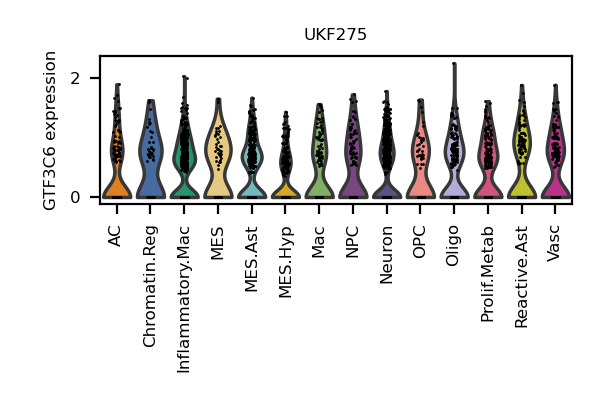 UKF275
GTF3C6 expression
2
0
AC
Chromatin.Reg
Inflammatory.Mac
MES
MES.Ast
MES.Hyp
Mac
NPC
Neuron
OPC
Oligo
Prolif.Metab
Reactive.Ast
Vasc